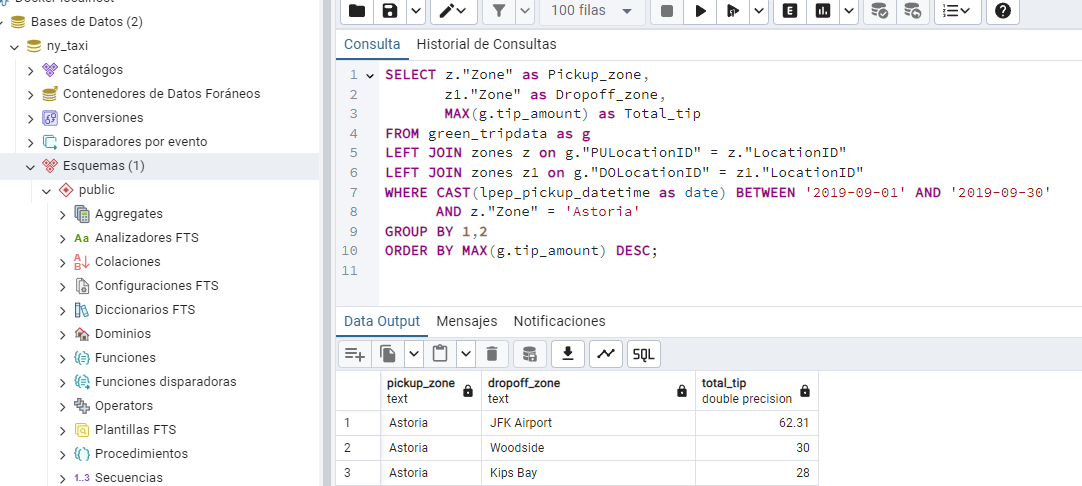 Bases de Datos (2)
ny_taxi
Catálogos
Contenedores de Datos Foráneos
Conversiones
Disparadores por evento
Esquemas (1)
public
Aggregates
Aa Analizadores FTS
Colaciones
Configuraciones FTS
Diccionarios FTS
Dominios
Funciones
Funciones disparadoras
Operators
Plantillas FTS
Procedimientos
1..3 Secuencias
100 filas
E
Consulta Historial de Consultas
1 SELECT z."Zone" as Pickup_zone,
2 z1."Zone" as Dropoff_zone,
3 MAX(g.tip_amount) as Total_tip
4 FROM green_tripdata as g
5 LEFT JOIN zones z on g."PULocationID" = z."LocationID"
6 LEFT JOIN zones z1 on g."DOLocationID" = z1."LocationID"
7 WHERE CAST(lpep_pickup_datetime as date) BETWEEN '2019-09-01' AND '2019-09-30'
8 AND z."Zone" = 'Astoria'
9 GROUP BY 1,2
10 ORDER BY MAX(g.tip_amount) DESC;
11
Data Output Mensajes Notificaciones
SQL
pickup_zone dropoff_zone total_tip
text text double precision
1 Astoria JFK Airport 62.31
2 Astoria Woodside 30
3 Astoria Kips Bay 28